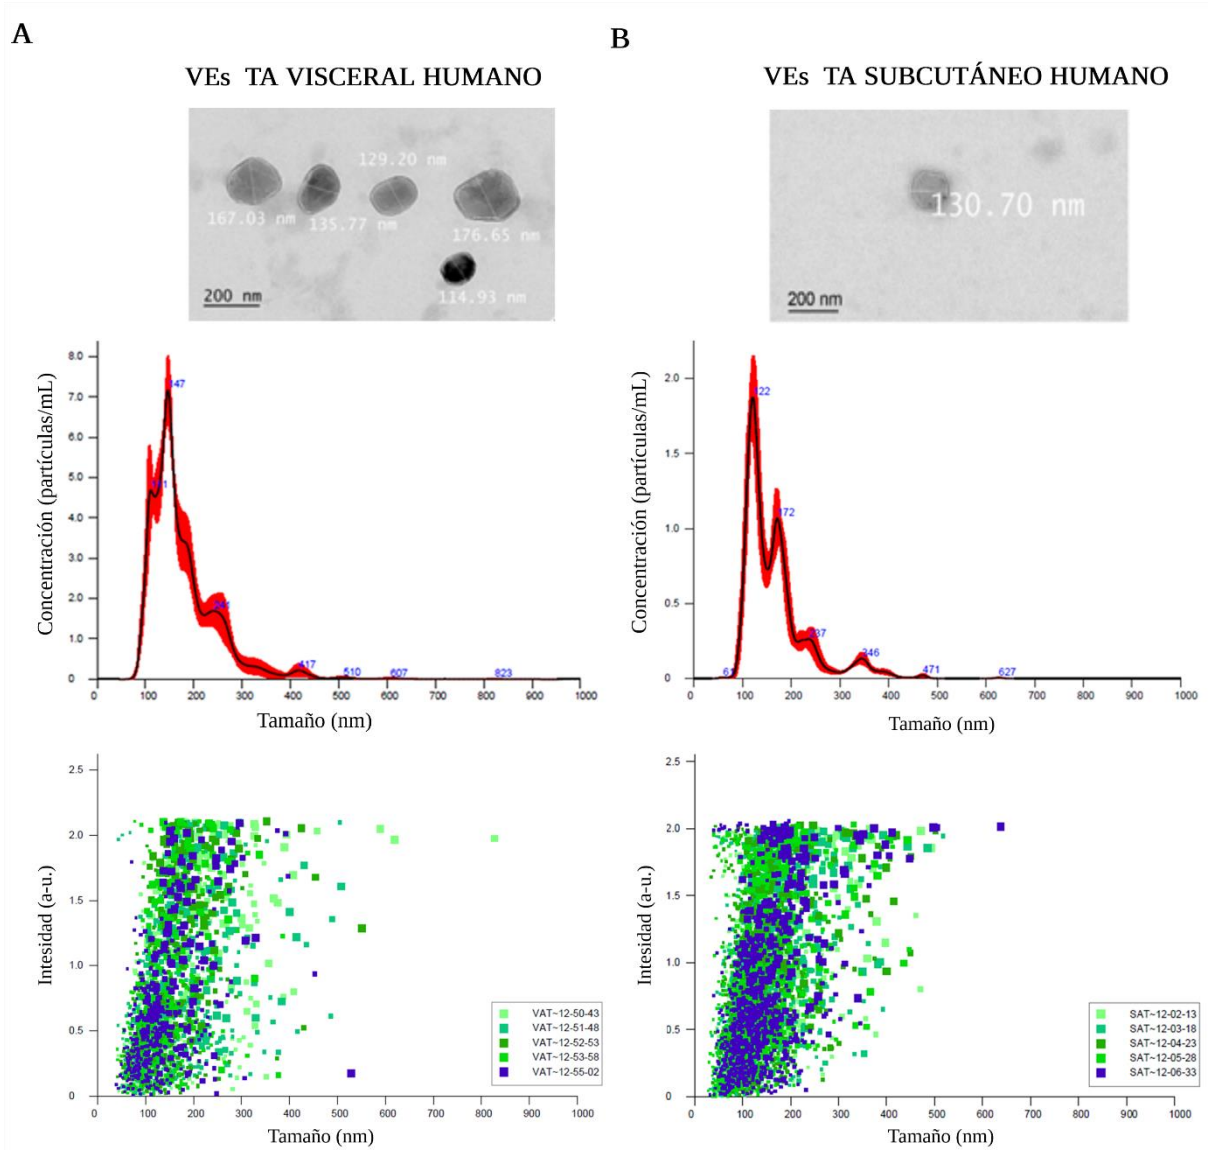 A
B
VEs TA VISCERAL HUMANO
VEs TA SUBCUTÁNEO HUMANO
129.20 nm
167.03 nm
135.77 nm
176.65 nm
114.93 nm
200 nm
130.70 nm
200 nm
Concentración (partículas/mL)
8.0
7.0
6.0
5.0
4.0
3.0
2.0
1.0
0
147
244
417
510
607
823
0 100 200 300 400 500 600 700 800 900 1000
Tamaño (nm)
Concentración (partículas/mL)
2.0
1.5
1.0
0.5
0
122
172
237
346
471
627
0 100 200 300 400 500 600 700 800 900 1000
Tamaño (nm)
Intesidad (a-u.)
2.5
2.0
1.5
1.0
0.5
0
VAT~12-50-43
VAT~12-51-48
VAT~12-52-53
VAT~12-53-58
VAT~12-55-02
0 100 200 300 400 500 600 700 800 900 1000
Tamaño (nm)
Intesidad (a-u.)
2.5
2.0
1.5
1.0
0.5
0
SAT~12-02-13
SAT~12-03-18
SAT~12-04-23
SAT~12-05-28
SAT~12-06-33
0 100 200 300 400 500 600 700 800 900 1000
Tamaño (nm)